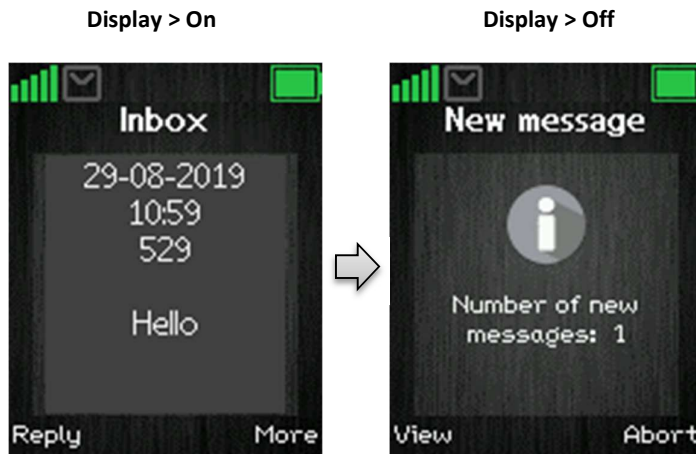 Display > On
Inbox
29-08-2019
10:59
529
Hello
Reply More
Display > Off
New message
Number of new
messages: 1
View Abort